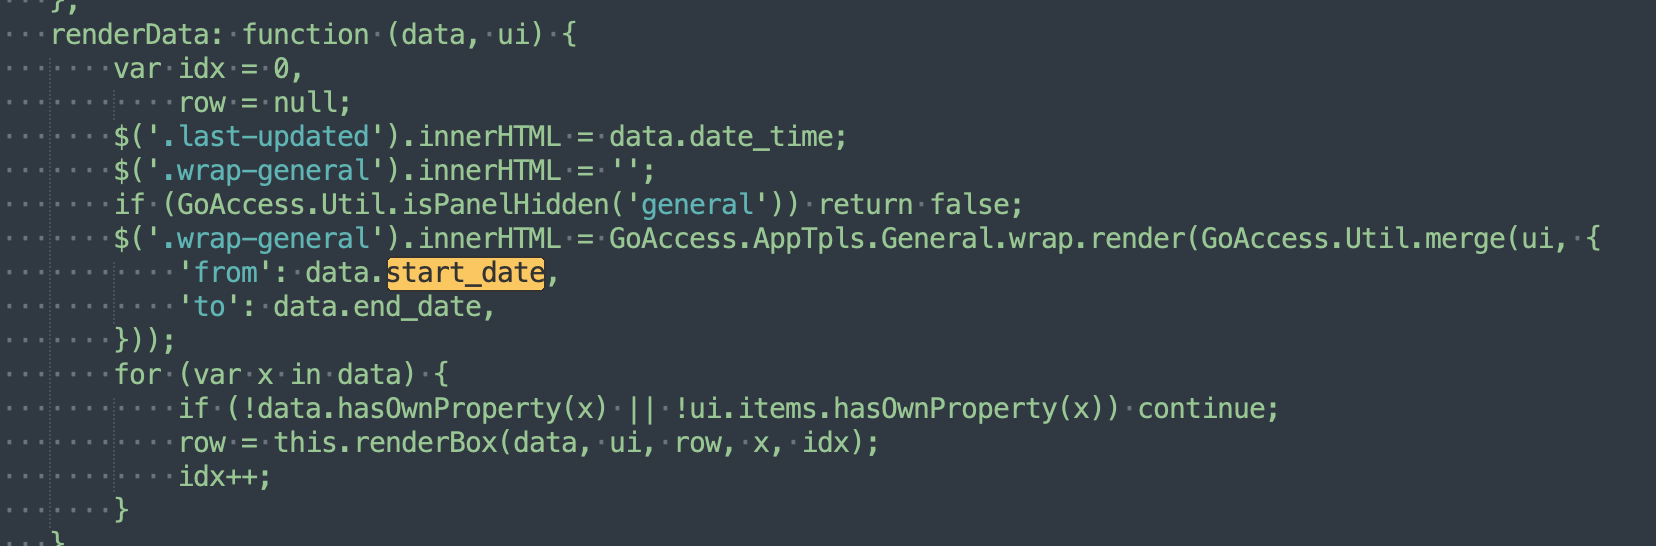 },
renderData: function (data, ui) {
var idx = 0,
row = null;
$('.last-updated').innerHTML = data.date_time;
$('.wrap-general').innerHTML = '';
if (GoAccess.Util.isPanelHidden('general')) return false;
$('.wrap-general').innerHTML = GoAccess.AppTpls.General.wrap.render(GoAccess.Util.merge(ui, {
'from': data.start_date,
'to': data.end_date,
}));
for (var x in data) {
if (!data.hasOwnProperty(x) || !ui.items.hasOwnProperty(x)) continue;
row = this.renderBox(data, ui, row, x, idx);
idx++;
}
}